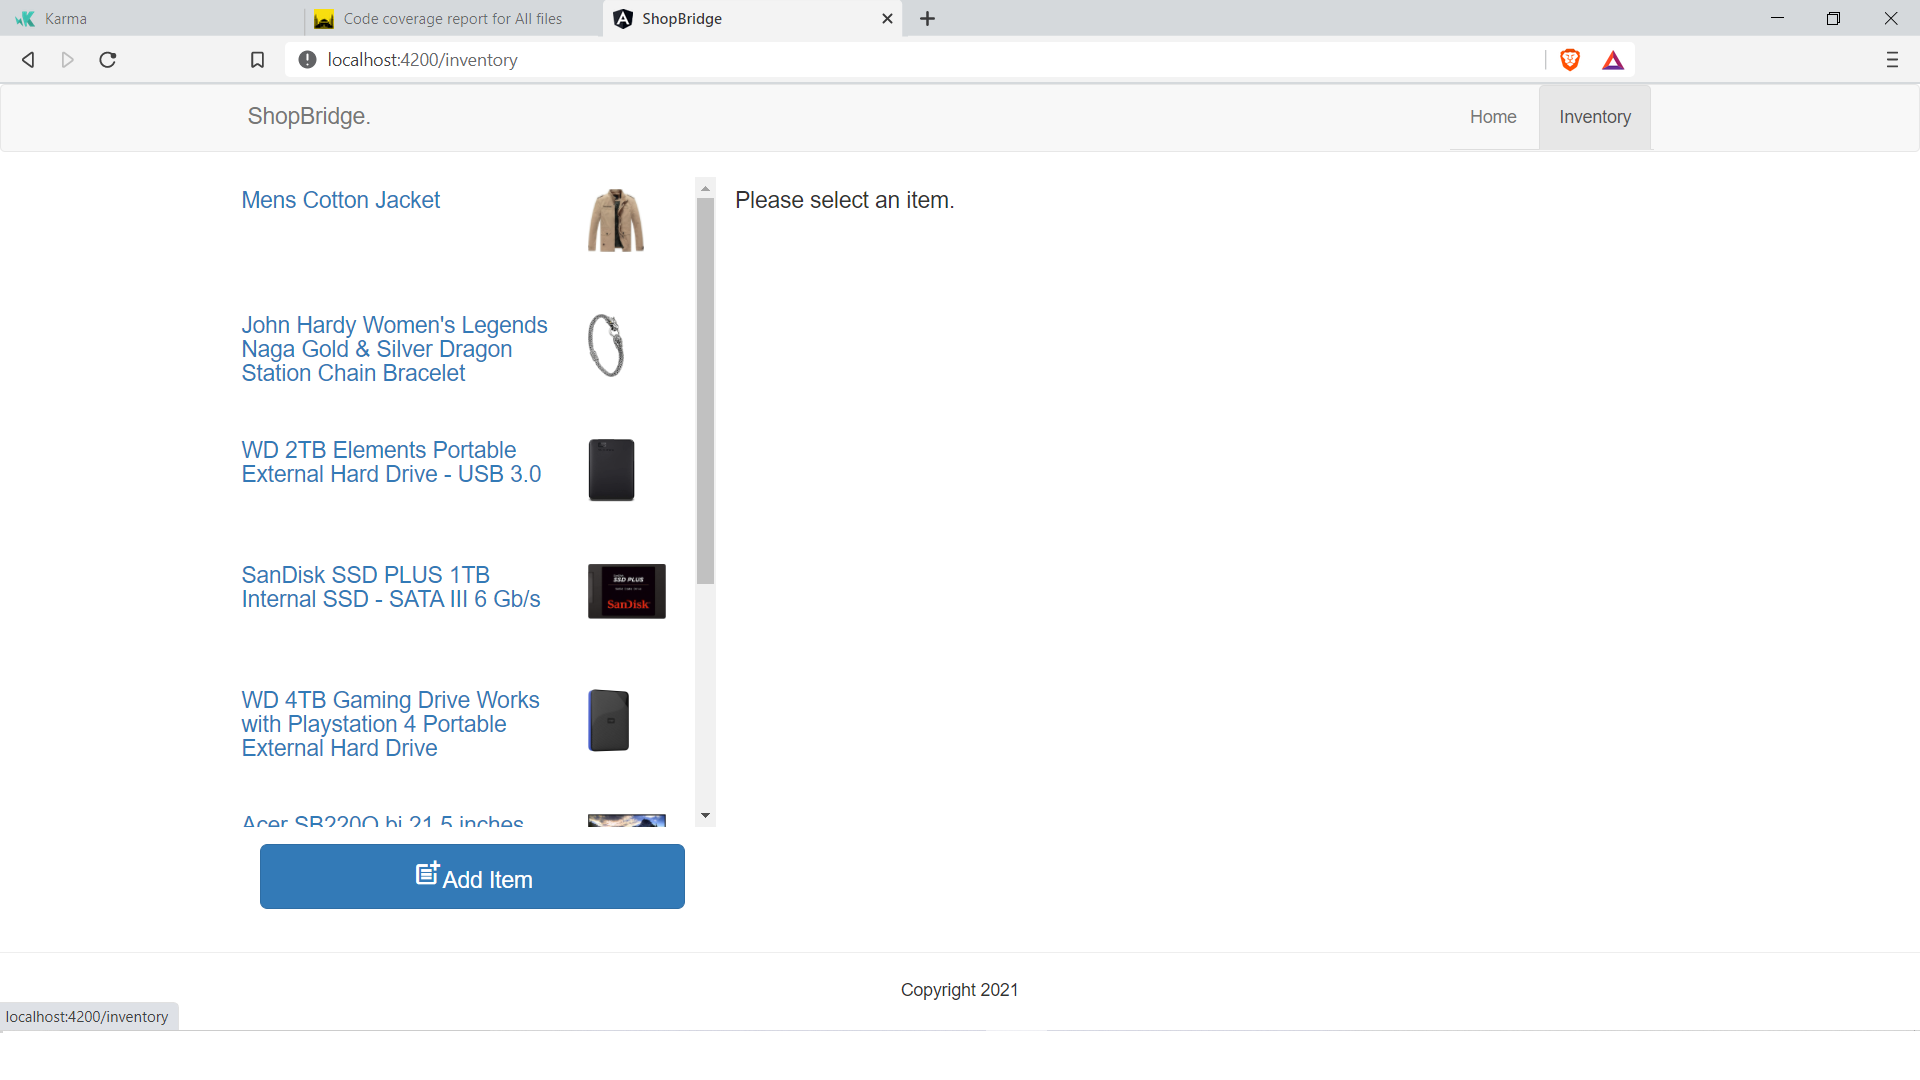 Karma
Code coverage report for All files
ShopBridge
localhost:4200/inventory
ShopBridge.
Home
Inventory
Mens Cotton Jacket
Please select an item.
John Hardy Women's Legends
Naga Gold & Silver Dragon
Station Chain Bracelet
WD 2TB Elements Portable
External Hard Drive - USB 3.0
SanDisk SSD PLUS 1TB
Internal SSD - SATA III 6 Gb/s
SSD PLUS
SanDisk
WD 4TB Gaming Drive Works
with Playstation 4 Portable
External Hard Drive
Acer SB220Q bi 21.5 inches
Add Item
Copyright 2021
localhost:4200/inventory